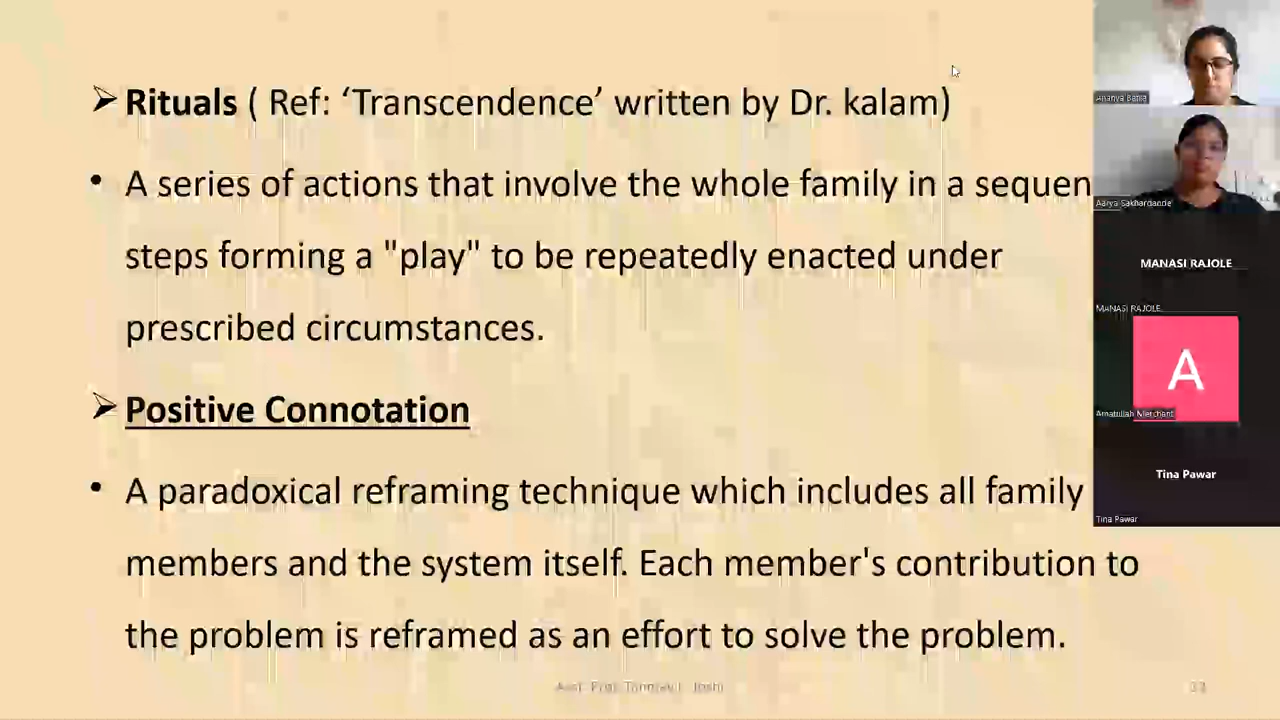 ➢ Rituals ( Ref: ‘Transcendence’ written by Dr. kalam)
• A series of actions that involve the whole family in a sequen
steps forming a "play" to be repeatedly enacted under
prescribed circumstances.
➢ Positive Connotation
• A paradoxical reframing technique which includes all family
members and the system itself. Each member's contribution to
the problem is reframed as an effort to solve the problem.
Asst. Prof. Joshi
Ananya
Aarya Sakhardande
MANASI RAJOLE
MANASI RAJOLE
A
Amatullah Merchant
Tina Pawar
Tina Pawar